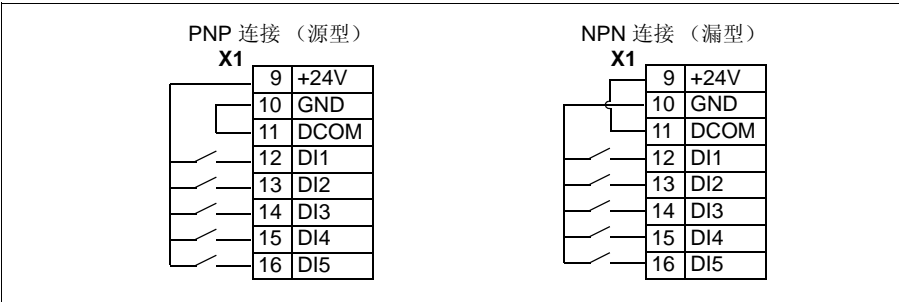 PNP 连接 （源型）
X1
9 +24V
10 GND
11 DCOM
12 DI1
13 DI2
14 DI3
15 DI4
16 DI5
NPN 连接 （漏型）
X1
9 +24V
10 GND
11 DCOM
12 DI1
13 DI2
14 DI3
15 DI4
16 DI5